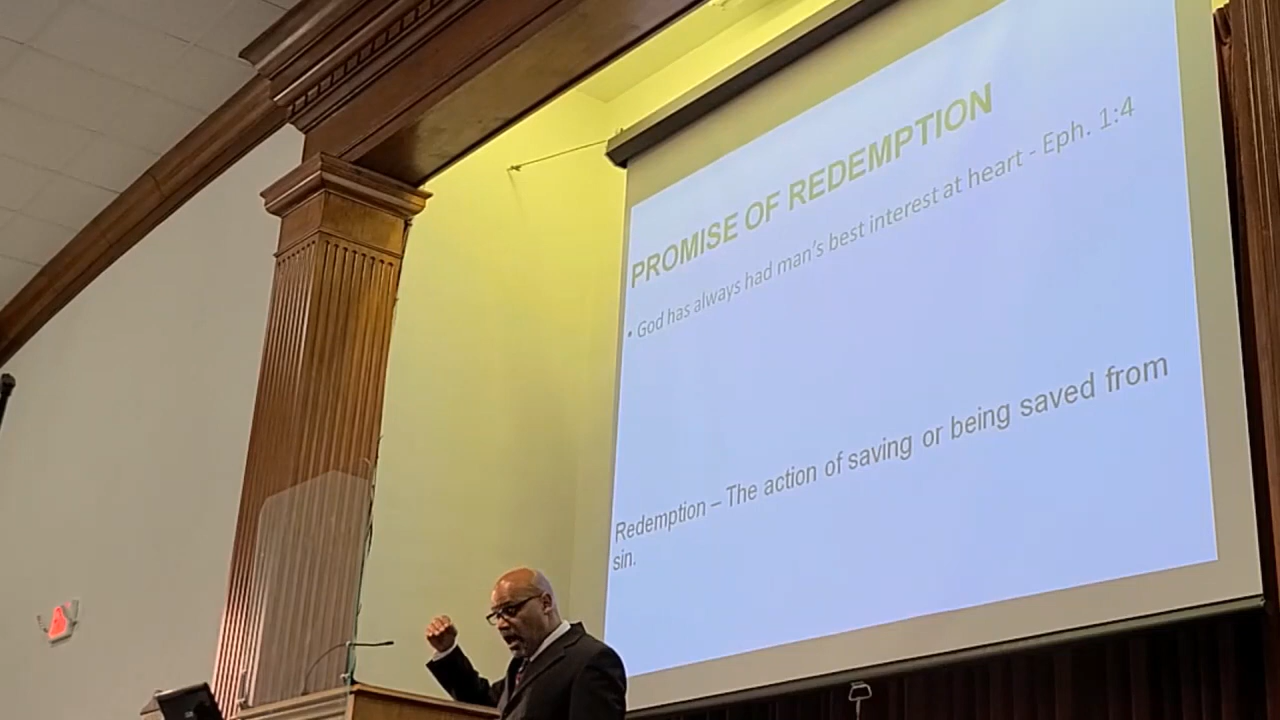 PROMISE OF REDEMPTION
• God has always had man’s best interest at heart - Eph. 1:4
Redemption – The action of saving or being saved from
sin.